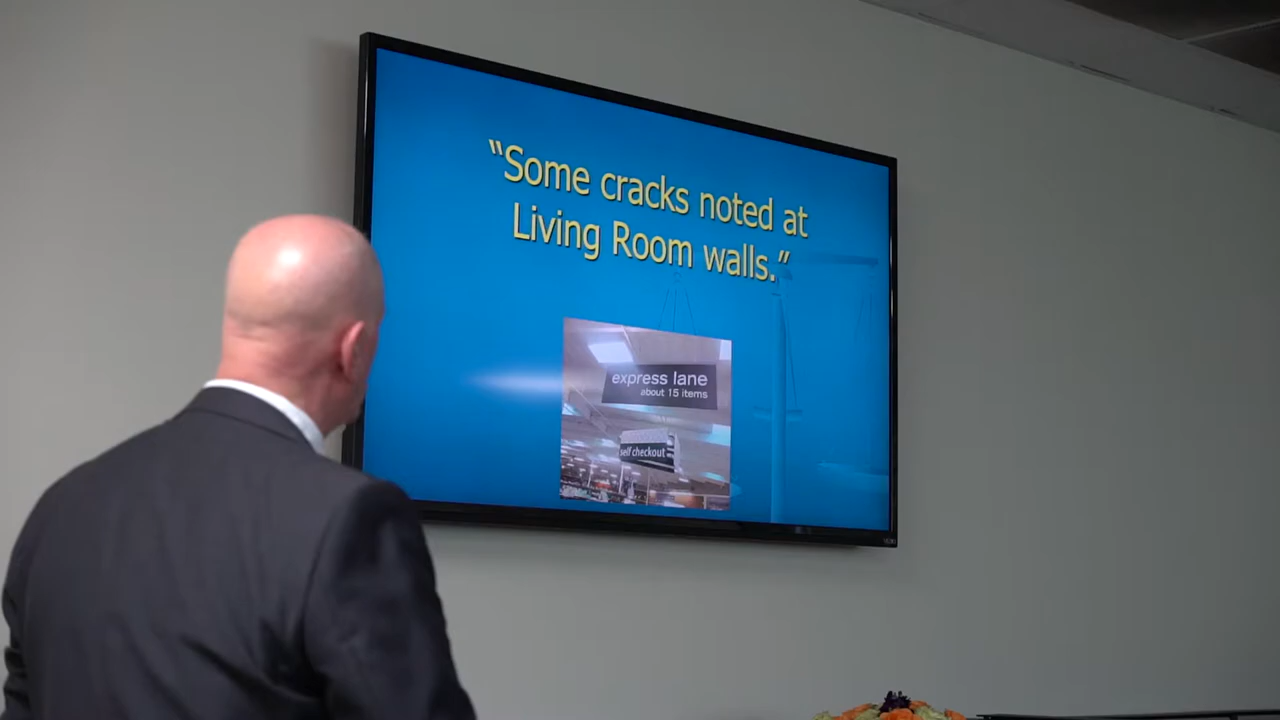 “Some cracks noted at
Living Room walls.”
express lane
about 15 items
self checkout